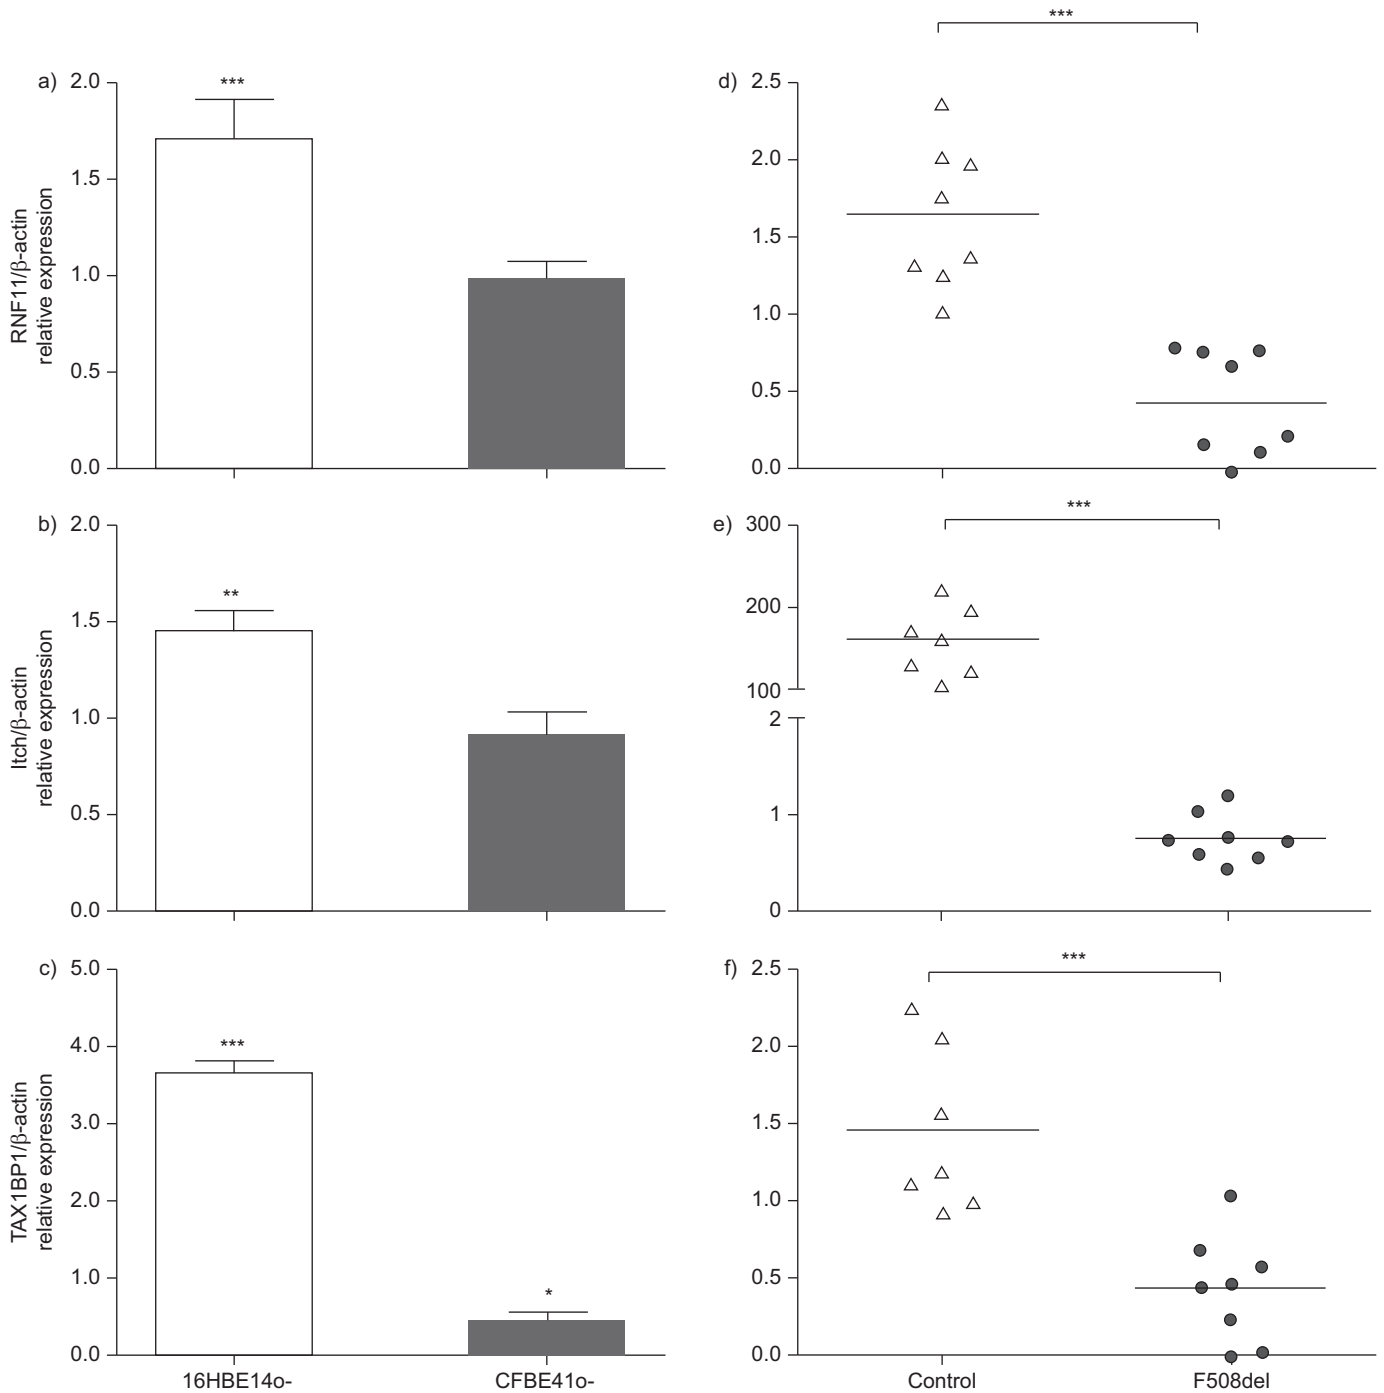 a)
RNF11/β-actin
relative expression
2.0
1.5
1.0
0.5
0.0
***
d)
2.5
2.0
1.5
1.0
0.5
0.0
***
b)
Itch/β-actin
relative expression
2.0
1.5
1.0
0.5
0.0
**
e)
300
200
100
2
1
0
***
c)
TAX1BP1/β-actin
relative expression
5.0
4.0
3.0
2.0
1.0
0.0
***
*
16HBE14o-
CFBE41o-
f)
2.5
2.0
1.5
1.0
0.5
0.0
***
Control
F508del